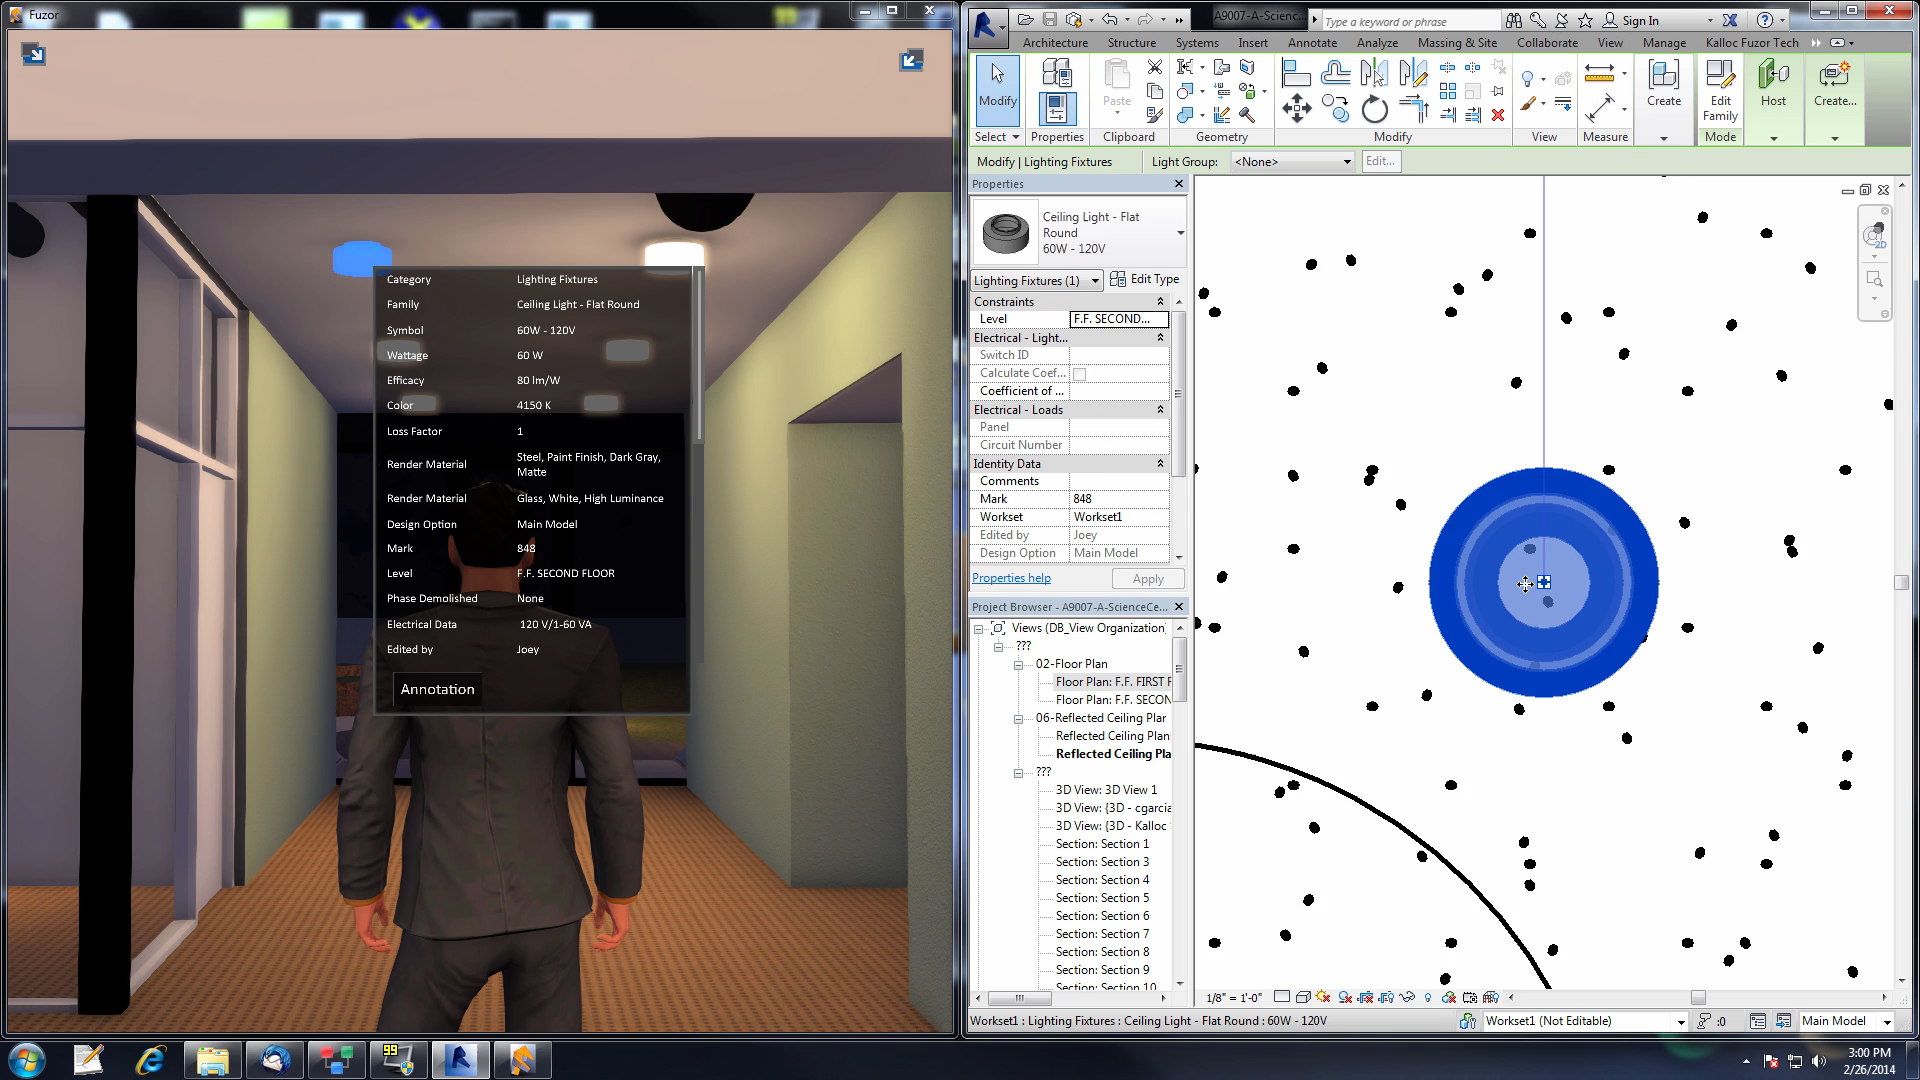 Fuzor
Category Lighting Fixtures
Family Ceiling Light - Flat Round
Symbol 60W - 120V
Wattage 60 W
Efficacy 80 lm/W
Color 4150 K
Loss Factor 1
Render Material Steel, Paint Finish, Dark Gray,
Matte
Render Material Glass, White, High Luminance
Design Option Main Model
Mark 848
Level F.F. SECOND FLOOR
Phase Demolished None
Electrical Data 120 V/1-60 VA
Edited by Joey
Annotation
A9007-A-Scienc... Type a keyword or phrase Sign In
Architecture Structure Systems Insert Annotate Analyze Massing & Site Collaborate View Manage Kalloc Fuzor Tech
Modify Paste Create Edit Family Host Create...
Select Properties Clipboard Geometry Modify View Measure Mode
Modify | Lighting Fixtures Light Group: <None> Edit...
Properties
Ceiling Light - Flat
Round
60W - 120V
Lighting Fixtures (1) Edit Type
Constraints
Level F.F. SECOND...
Electrical - Light...
Switch ID
Calculate Coef...
Coefficient of ...
Electrical - Loads
Panel
Circuit Number
Identity Data
Comments
Mark 848
Workset Workset1
Edited by Joey
Design Option Main Model
Properties help Apply
Project Browser - A9007-A-ScienceCe...
Views (DB_View Organization)
???
02-Floor Plan
Floor Plan: F.F. FIRST F
Floor Plan: F.F. SECON
06-Reflected Ceiling Plan
Reflected Ceiling Plan:
Reflected Ceiling Pla
???
3D View: 3D View 1
3D View: {3D - cgarcia
3D View: {3D - Kalloc
Section: Section 1
Section: Section 3
Section: Section 4
Section: Section 5
Section: Section 6
Section: Section 7
Section: Section 8
Section: Section 9
Section: Section 10
2D
1/8" = 1'-0"
Workset1 : Lighting Fixtures : Ceiling Light - Flat Round : 60W - 120V Workset1 (Not Editable) :0 Main Model
99
3:00 PM
2/26/2014